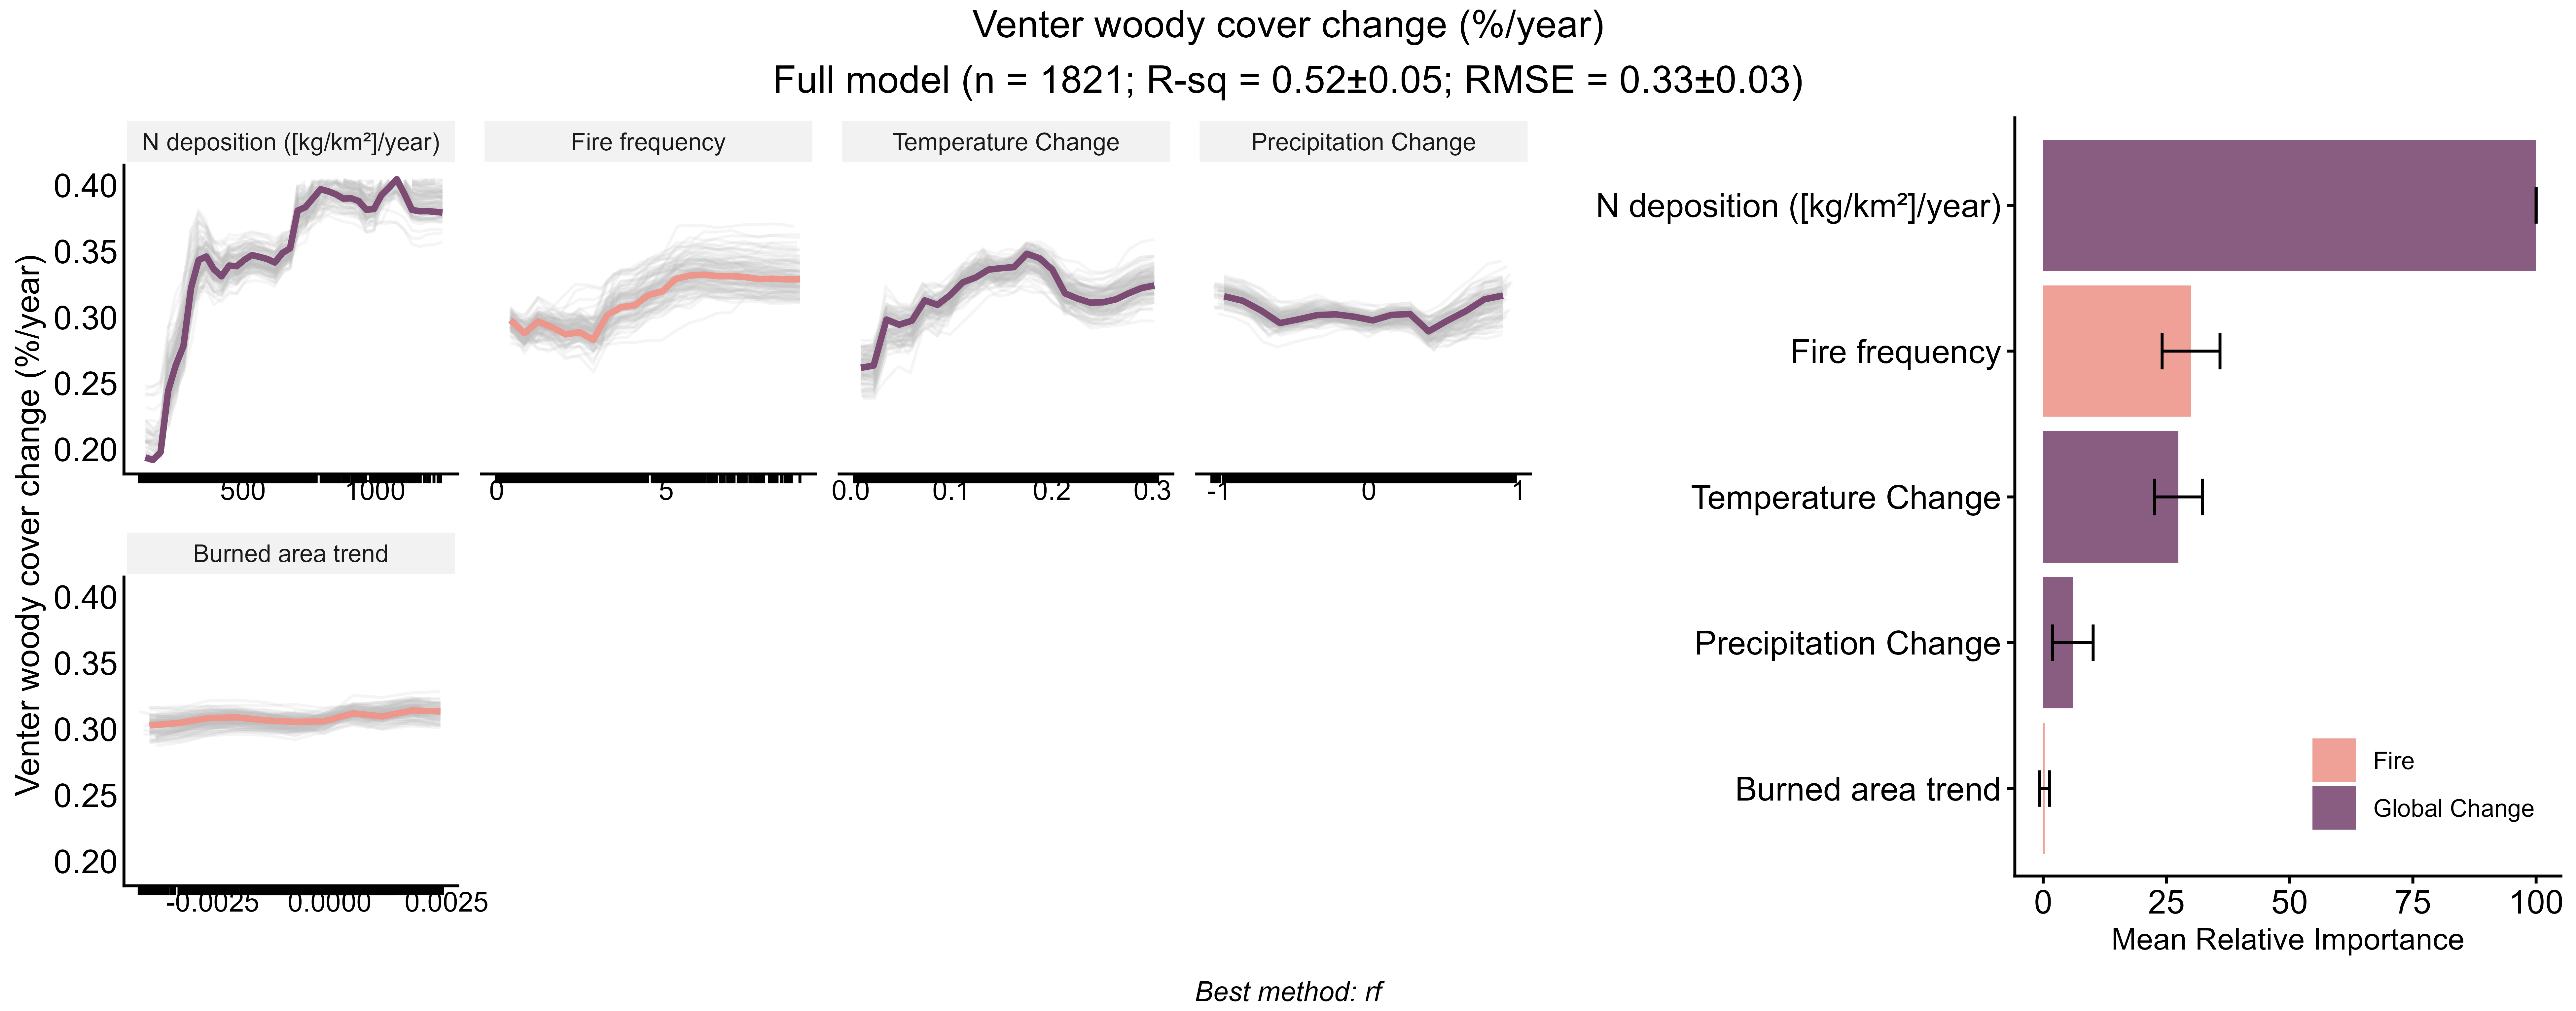 Venter woody cover change (%/year)
Full model (n = 1821; R-sq = 0.52±0.05; RMSE = 0.33±0.03)
Venter woody cover change (%/year)
N deposition ([kg/km²]/year)
0.40
0.35
0.30
0.25
0.20
500
1000
Fire frequency
0
5
Temperature Change
0.0
0.1
0.2
0.3
Precipitation Change
-1
0
1
Burned area trend
0.40
0.35
0.30
0.25
0.20
-0.0025
0.0000
0.0025
N deposition ([kg/km²]/year)
Fire frequency
Temperature Change
Precipitation Change
Burned area trend
Fire
Global Change
0
25
50
75
100
Mean Relative Importance
Best method: rf